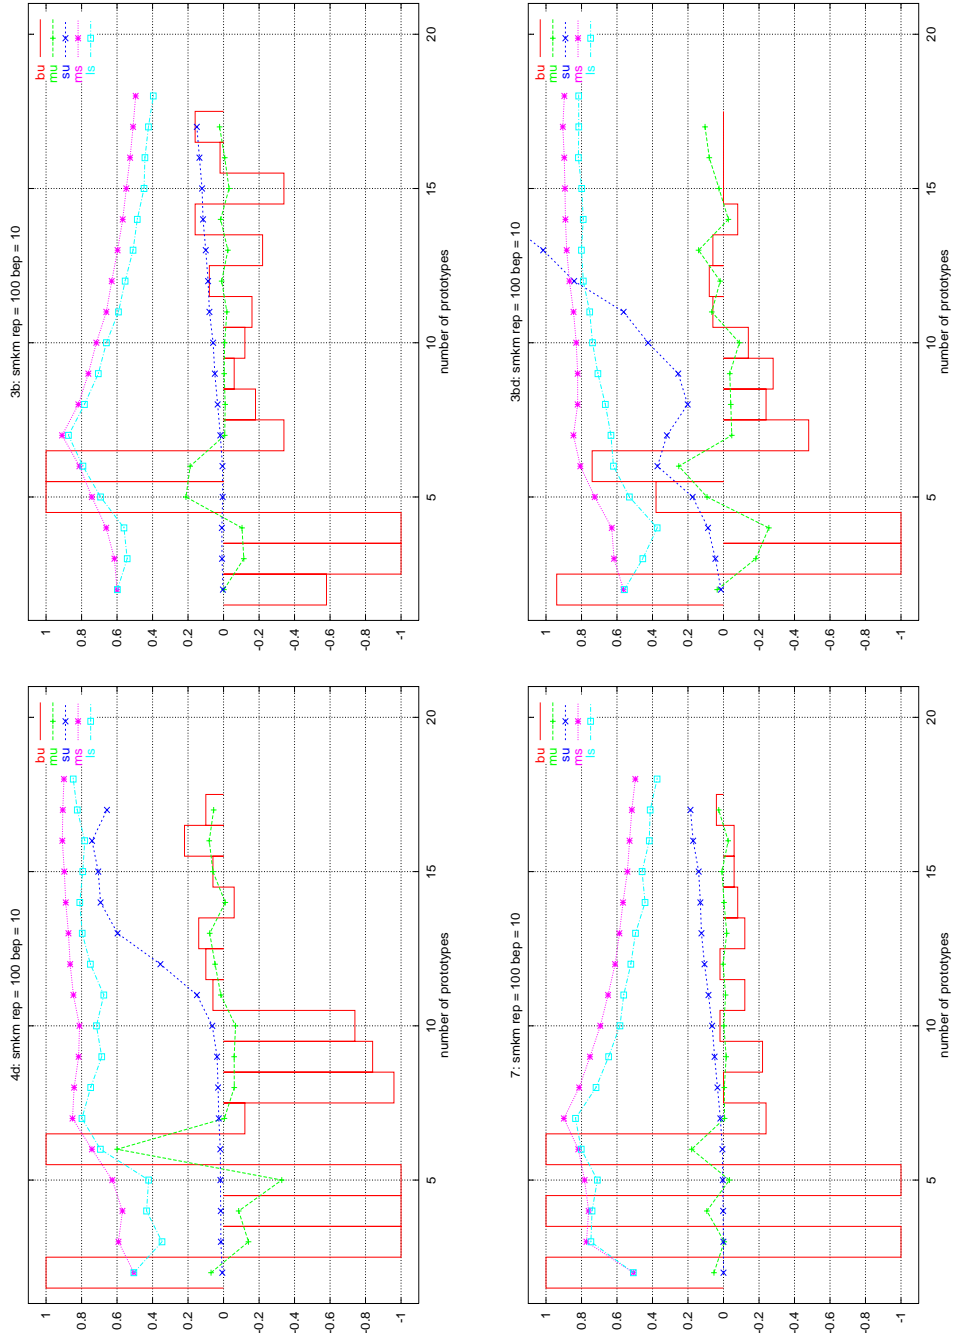 4d: smkm rep = 100 bep = 10
bu
mu
su
ms
ls
1
0.8
0.6
0.4
0.2
0
-0.2
-0.4
-0.6
-0.8
-1
5 10 15 20
number of prototypes
3b: smkm rep = 100 bep = 10
bu
mu
su
ms
ls
1
0.8
0.6
0.4
0.2
0
-0.2
-0.4
-0.6
-0.8
-1
5 10 15 20
number of prototypes
7: smkm rep = 100 bep = 10
bu
mu
su
ms
ls
1
0.8
0.6
0.4
0.2
0
-0.2
-0.4
-0.6
-0.8
-1
5 10 15 20
number of prototypes
3bd: smkm rep = 100 bep = 10
bu
mu
su
ms
ls
1
0.8
0.6
0.4
0.2
0
-0.2
-0.4
-0.6
-0.8
-1
5 10 15 20
number of prototypes